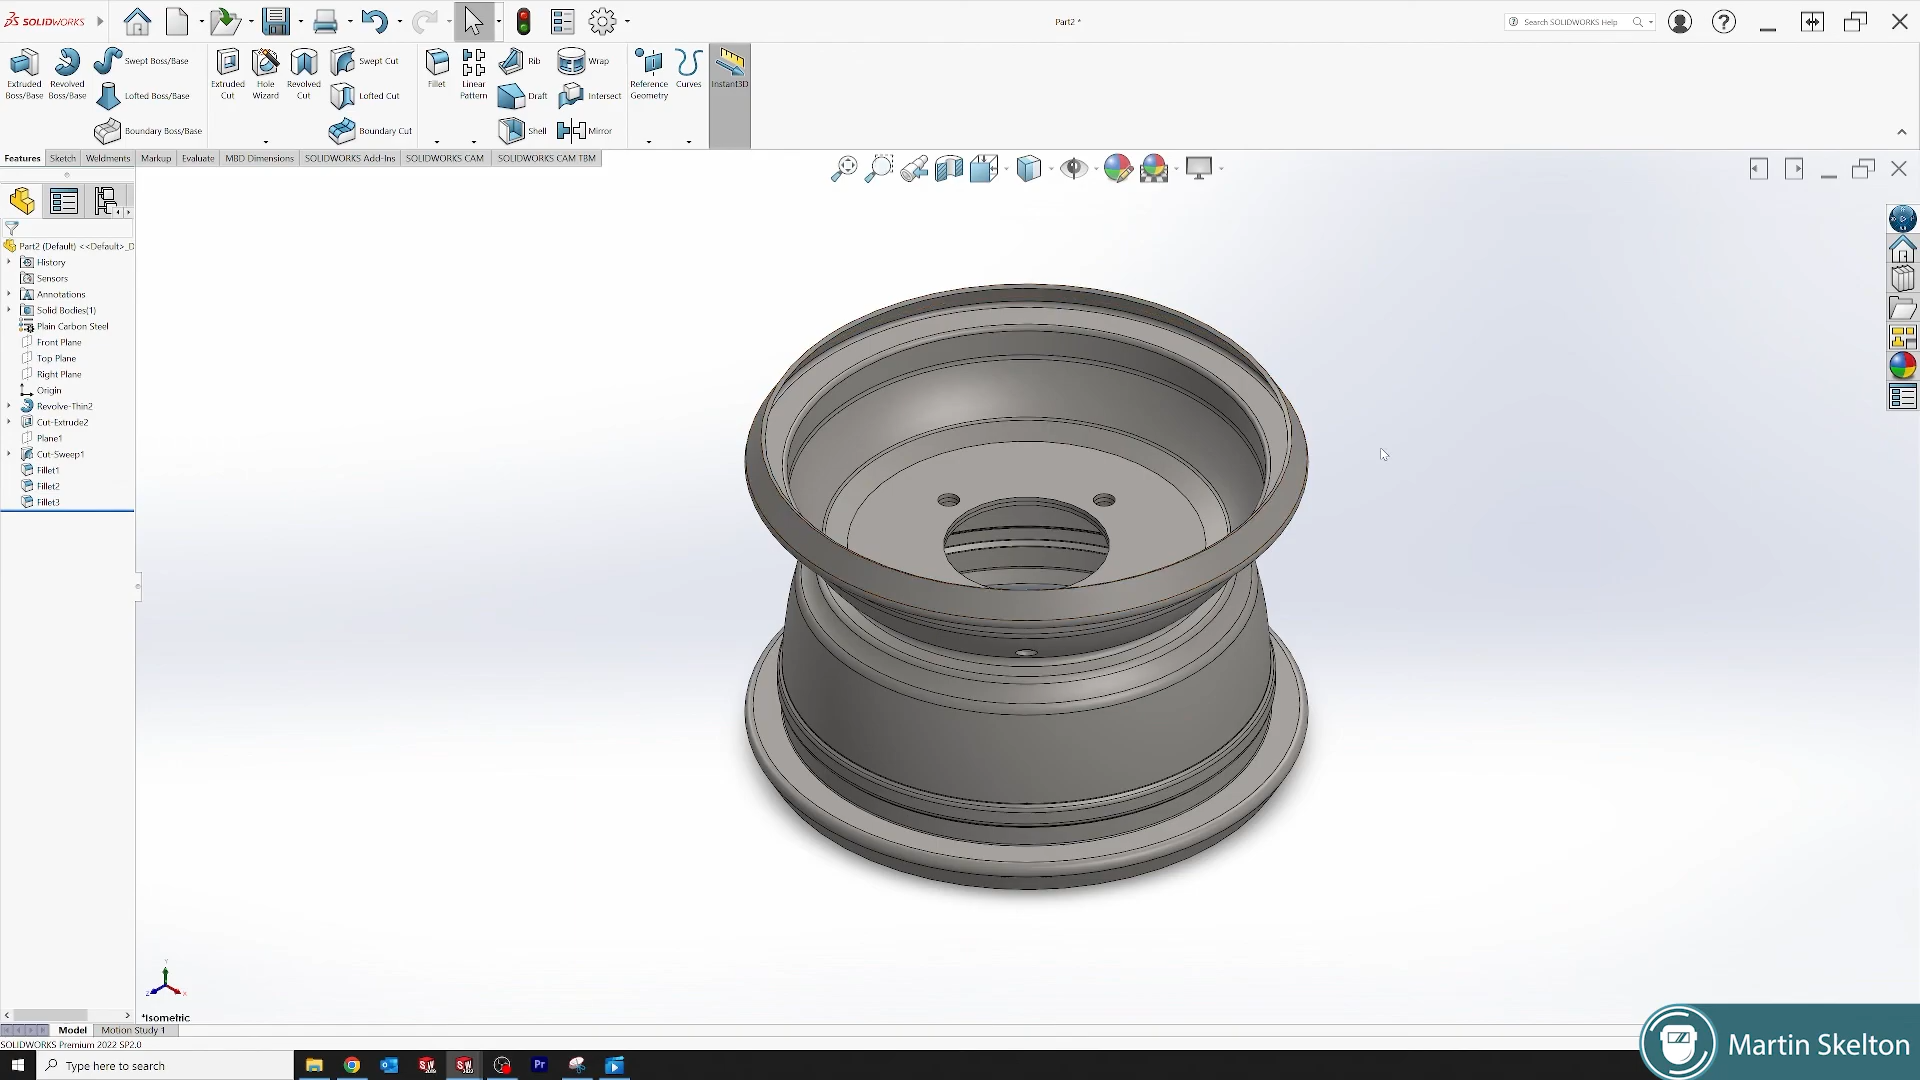 SOLIDWORKS
Part2 *
Search SOLIDWORKS Help
Extruded Boss/Base
Revolved Boss/Base
Swept Boss/Base
Lofted Boss/Base
Boundary Boss/Base
Extruded Cut
Hole Wizard
Revolved Cut
Swept Cut
Lofted Cut
Boundary Cut
Fillet
Linear Pattern
Rib
Draft
Shell
Wrap
Intersect
Mirror
Reference Geometry
Curves
Instant3D
Features
Sketch
Weldments
Markup
Evaluate
MBD Dimensions
SOLIDWORKS Add-Ins
SOLIDWORKS CAM
SOLIDWORKS CAM TBM
Part2 (Default) <<Default>_D
History
Sensors
Annotations
Solid Bodies(1)
Plain Carbon Steel
Front Plane
Top Plane
Right Plane
Origin
Revolve-Thin2
Cut-Extrude2
Plane1
Cut-Sweep1
Fillet1
Fillet2
Fillet3
*Isometric
Model
Motion Study 1
SOLIDWORKS Premium 2022 SP2.0
Type here to search
Pr
Martin Skelton